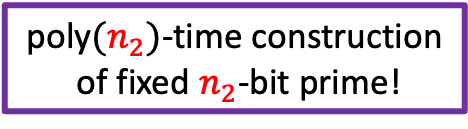 poly(n₂)-time construction
of fixed n₂-bit prime!